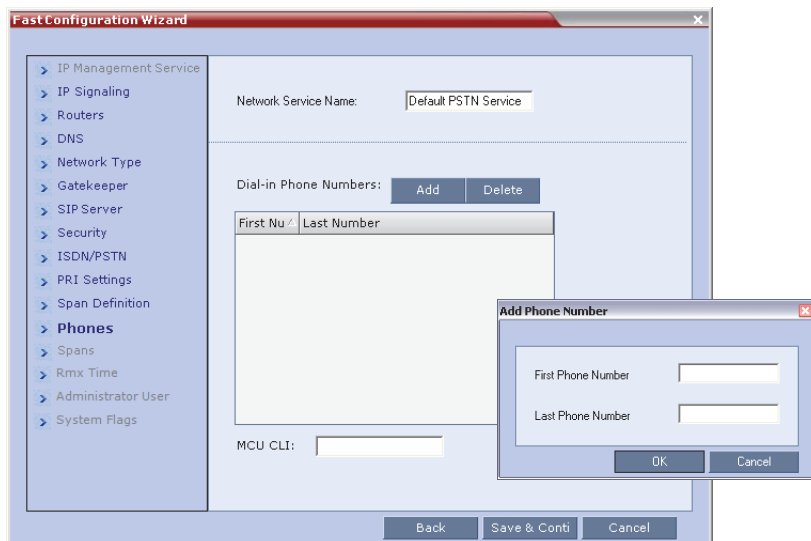 Fast Configuration Wizard
IP Management Service
IP Signaling
Routers
DNS
Network Type
Gatekeeper
SIP Server
Security
ISDN/PSTN
PRI Settings
Span Definition
Phones
Spans
Rmx Time
Administrator User
System Flags
Network Service Name: Default PSTN Service
Dial-in Phone Numbers: Add Delete
First Nu Last Number
MCU CLI:
Back Save & Conti Cancel
Add Phone Number
First Phone Number
Last Phone Number
OK Cancel